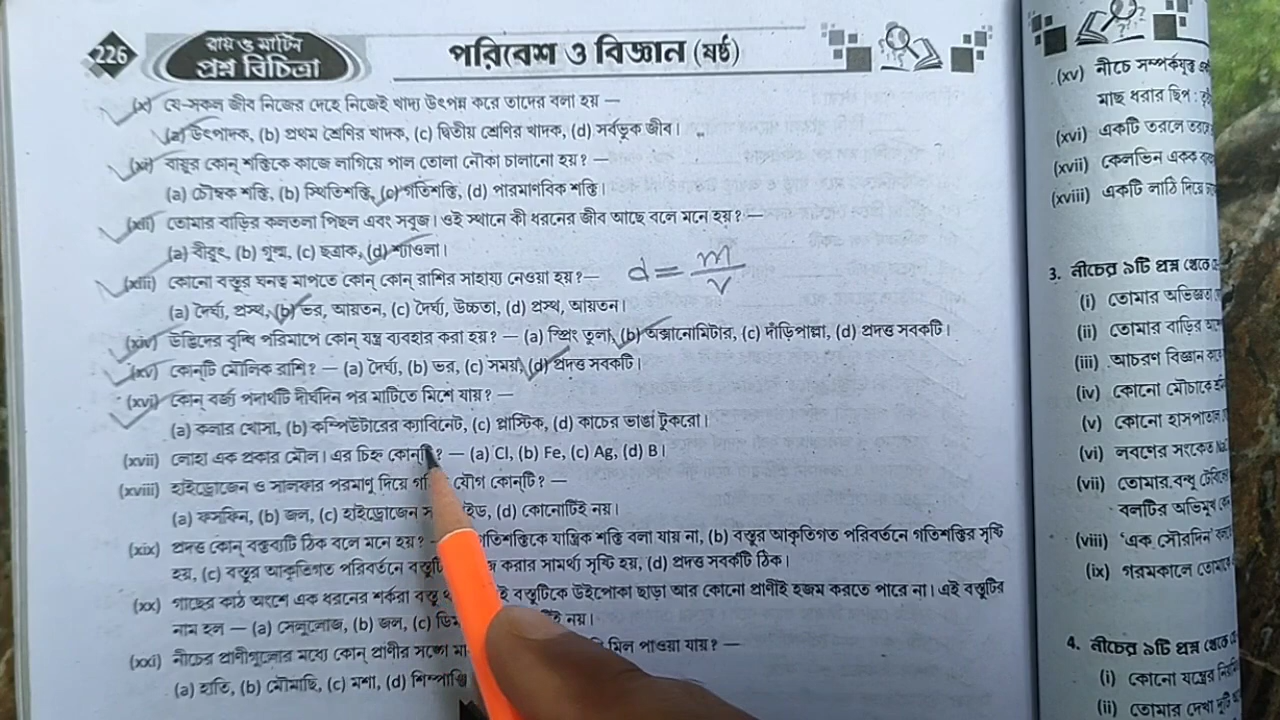 226
রায় ও মার্টিন
প্রশ্ন বিচিত্রা
পরিবেশ ও বিজ্ঞান (ষষ্ঠ)
(x) যে-সকল জীব নিজের দেহে নিজেই খাদ্য উৎপন্ন করে তাদের বলা হয় —
(a) উৎপাদক, (b) প্রথম শ্রেণির খাদক, (c) দ্বিতীয় শ্রেণির খাদক, (d) সর্বভুক জীব।
(xi) বায়ুর কোন্ শক্তিকে কাজে লাগিয়ে পাল তোলা নৌকা চালানো হয়? —
(a) চৌম্বক শক্তি, (b) স্থিতিশক্তি, (c) গতিশক্তি, (d) পারমাণবিক শক্তি।
(xii) তোমার বাড়ির কলতলা পিছল এবং সবুজ। ওই স্থানে কী ধরনের জীব আছে বলে মনে হয়? —
(a) বীরুৎ, (b) গুল্ম, (c) ছত্রাক, (d) শ্যাওলা।
(xiii) কোনো বস্তুর ঘনত্ব মাপতে কোন্ কোন্ রাশির সাহায্য নেওয়া হয়?—
d = m/v
(a) দৈর্ঘ্য, প্রস্থ, (b) ভর, আয়তন, (c) দৈর্ঘ্য, উচ্চতা, (d) প্রস্থ, আয়তন।
(xiv) উদ্ভিদের বৃদ্ধি পরিমাপে কোন্ যন্ত্র ব্যবহার করা হয়? — (a) স্প্রিং তুলা, (b) অক্সানোমিটার, (c) দাঁড়িপাল্লা, (d) প্রদত্ত সবকটি।
(xv) কোন্‌টি মৌলিক রাশি? — (a) দৈর্ঘ্য, (b) ভর, (c) সময়, (d) প্রদত্ত সবকটি।
(xvi) কোন্ বর্জ্য পদার্থটি দীর্ঘদিন পর মাটিতে মিশে যায়? —
(a) কলার খোসা, (b) কম্পিউটারের ক্যাবিনেট, (c) প্লাস্টিক, (d) কাচের ভাঙা টুকরো।
(xvii) লোহা এক প্রকার মৌল। এর চিহ্ন কোন্‌টি? — (a) Cl, (b) Fe, (c) Ag, (d) B।
(xviii) হাইড্রোজেন ও সালফার পরমাণু দিয়ে যৌগ কোন্‌টি? —
(a) ফসফিন, (b) জল, (c) হাইড্রোজেন (d) কোনোটিই নয়।
(xix) প্রদত্ত কোন্ বক্তব্যটি ঠিক বলে মনে হয়? গতিশক্তিকে যান্ত্রিক শক্তি বলা যায় না, (b) বস্তুর আকৃতিগত পরিবর্তনে গতিশক্তির সৃষ্টি
হয়, (c) বস্তুর আকৃতিগত পরিবর্তনে করার সামর্থ্য সৃষ্টি হয়, (d) প্রদত্ত সবকটি ঠিক।
(xx) গাছের কাঠ অংশে এক ধরনের শর্করা বস্তু বস্তুটিকে উইপোকা ছাড়া আর কোনো প্রাণীই হজম করতে পারে না। এই বস্তুটির
নাম হল — (a) সেলুলোজ, (b) জল, (c) নয়।
(xxi) নীচের প্রাণীগুলোর মধ্যে কোন্ প্রাণীর সঙ্গে মিল পাওয়া যায়? —
(a) হাতি, (b) মৌমাছি, (c) মশা, (d)
(xv) নীচে সম্পর্কযুক্ত
মাছ ধরার ছিপ :
(xvi) একটি তরলে
(xvii) কেলভিন একক
(xviii) একটি লাঠি দিয়ে
3. নীচের ৯টি প্রশ্ন থেকে
(i) তোমার অভিজ্ঞতা
(ii) তোমার বাড়ির
(iii) আচরণ বিজ্ঞান
(iv) কোনো মৌচাকে
(v) কোনো হাসপাতাল
(vi) লবণের সংকেত
(vii) তোমার বন্ধু
বলটির অভিমুখ
(viii) 'এক সৌরদিন'
(ix) গরমকালে
4. নীচের ৯টি প্রশ্ন থেকে
(i) কোনো যন্ত্রের
(ii) তোমার দেখা দুটি